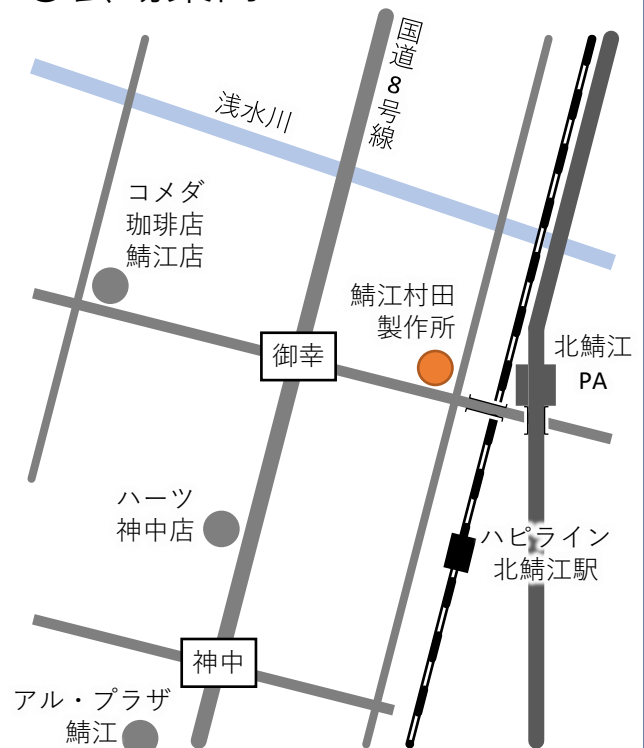 国道8号線
浅水川
コメダ
珈琲店
鯖江店
鯖江村田
製作所
御幸
北鯖江
PA
ハーツ
神中店
ハピライン
北鯖江駅
神中
アル・プラザ
鯖江